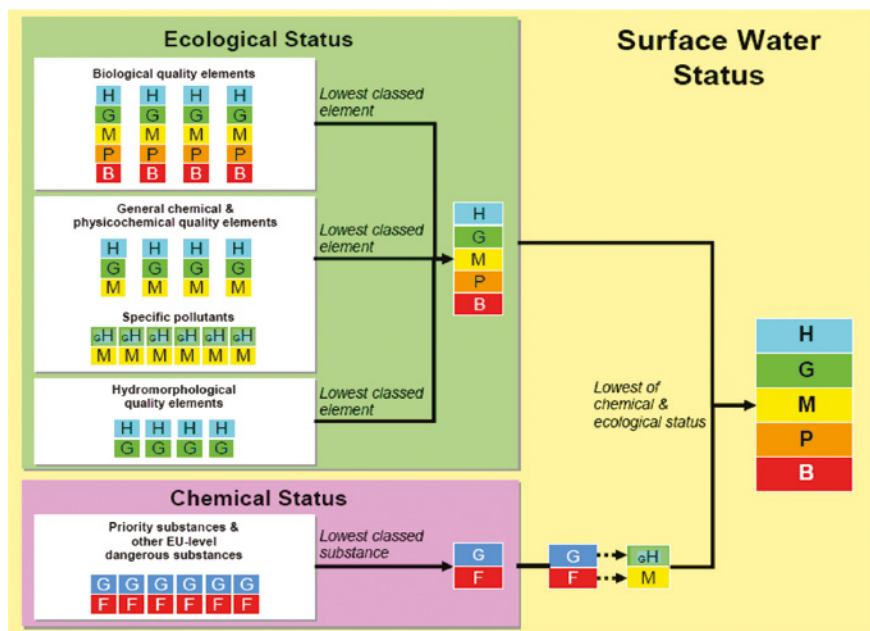 Ecological Status
Surface Water
Status
Biological quality elements
H H H H
G G G G
M M M M
P P P P
B B B B
Lowest classed
element
General chemical &
physicochemical quality elements
H H H H
G G G G
M M M M
Lowest classed
element
H
G
M
P
B
Specific pollutants
GH GH GH GH GH GH
M M M M M M
Hydromorphological
quality elements
H H H H
G G G G
Lowest classed
element
Lowest of
chemical &
ecological status
H
G
M
P
B
Chemical Status
Priority substances &
other EU-level
dangerous substances
G G G G G G
F F F F F F
Lowest classed
substance
G
F
G
F
GH
M